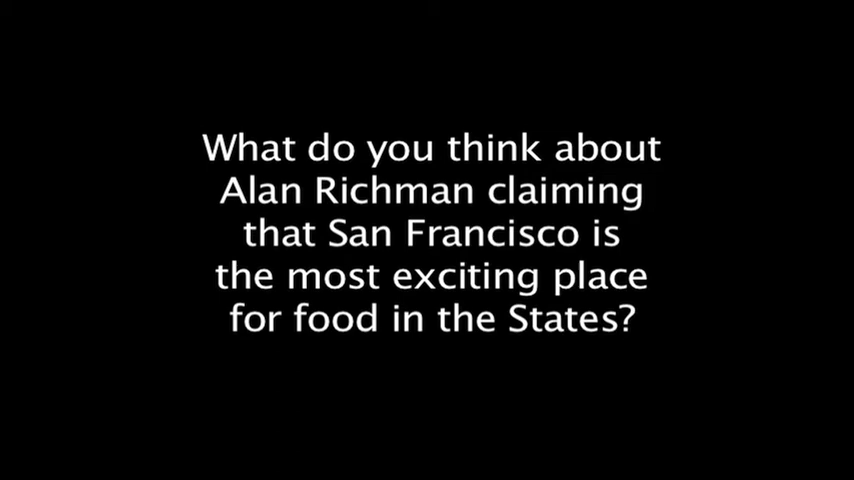 What do you think about
Alan Richman claiming
that San Francisco is
the most exciting place
for food in the States?